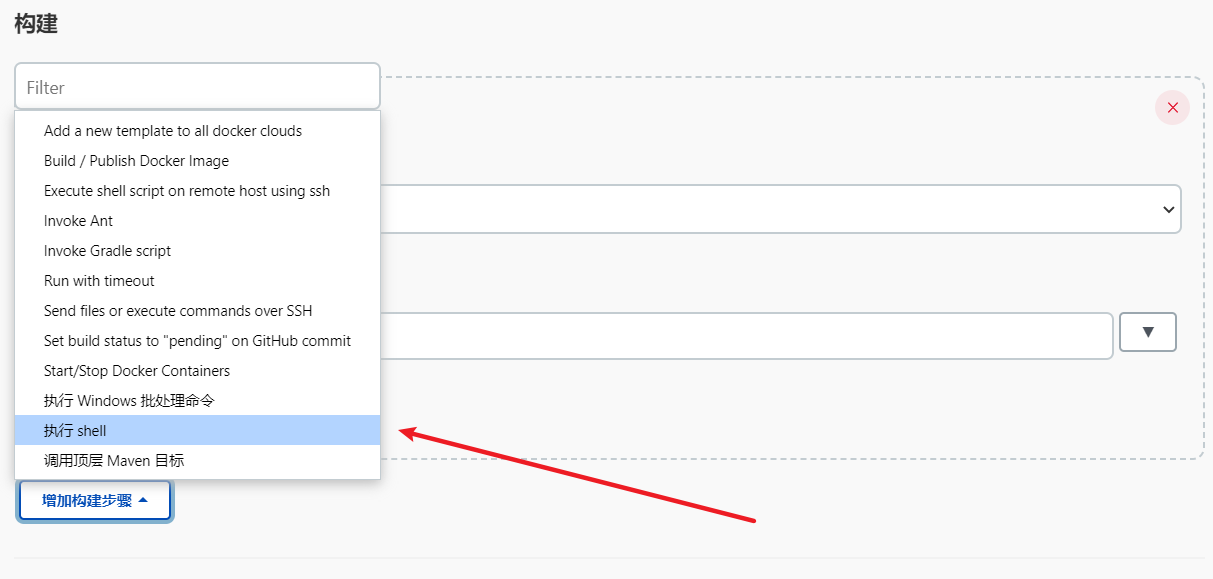 构建
Filter
Add a new template to all docker clouds
Build / Publish Docker Image
Execute shell script on remote host using ssh
Invoke Ant
Invoke Gradle script
Run with timeout
Send files or execute commands over SSH
Set build status to "pending" on GitHub commit
Start/Stop Docker Containers
执行 Windows 批处理命令
执行 shell
调用顶层 Maven 目标
增加构建步骤